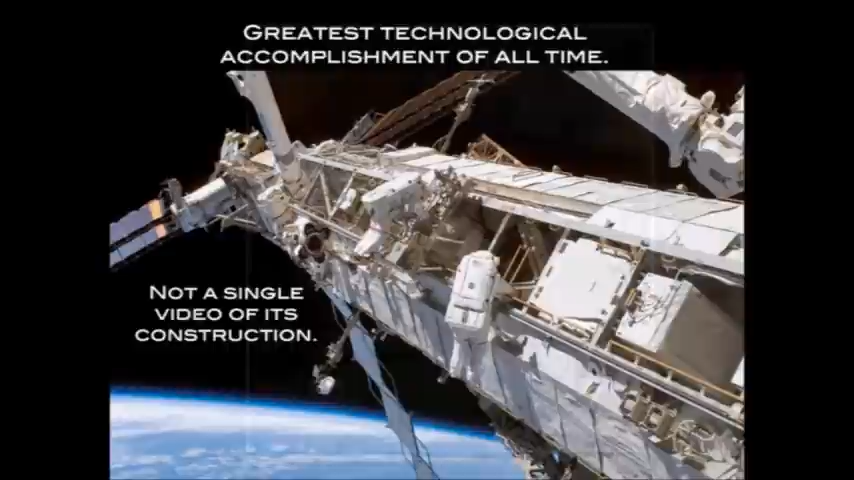 Greatest technological
accomplishment of all time.
Not a single
video of its
construction.